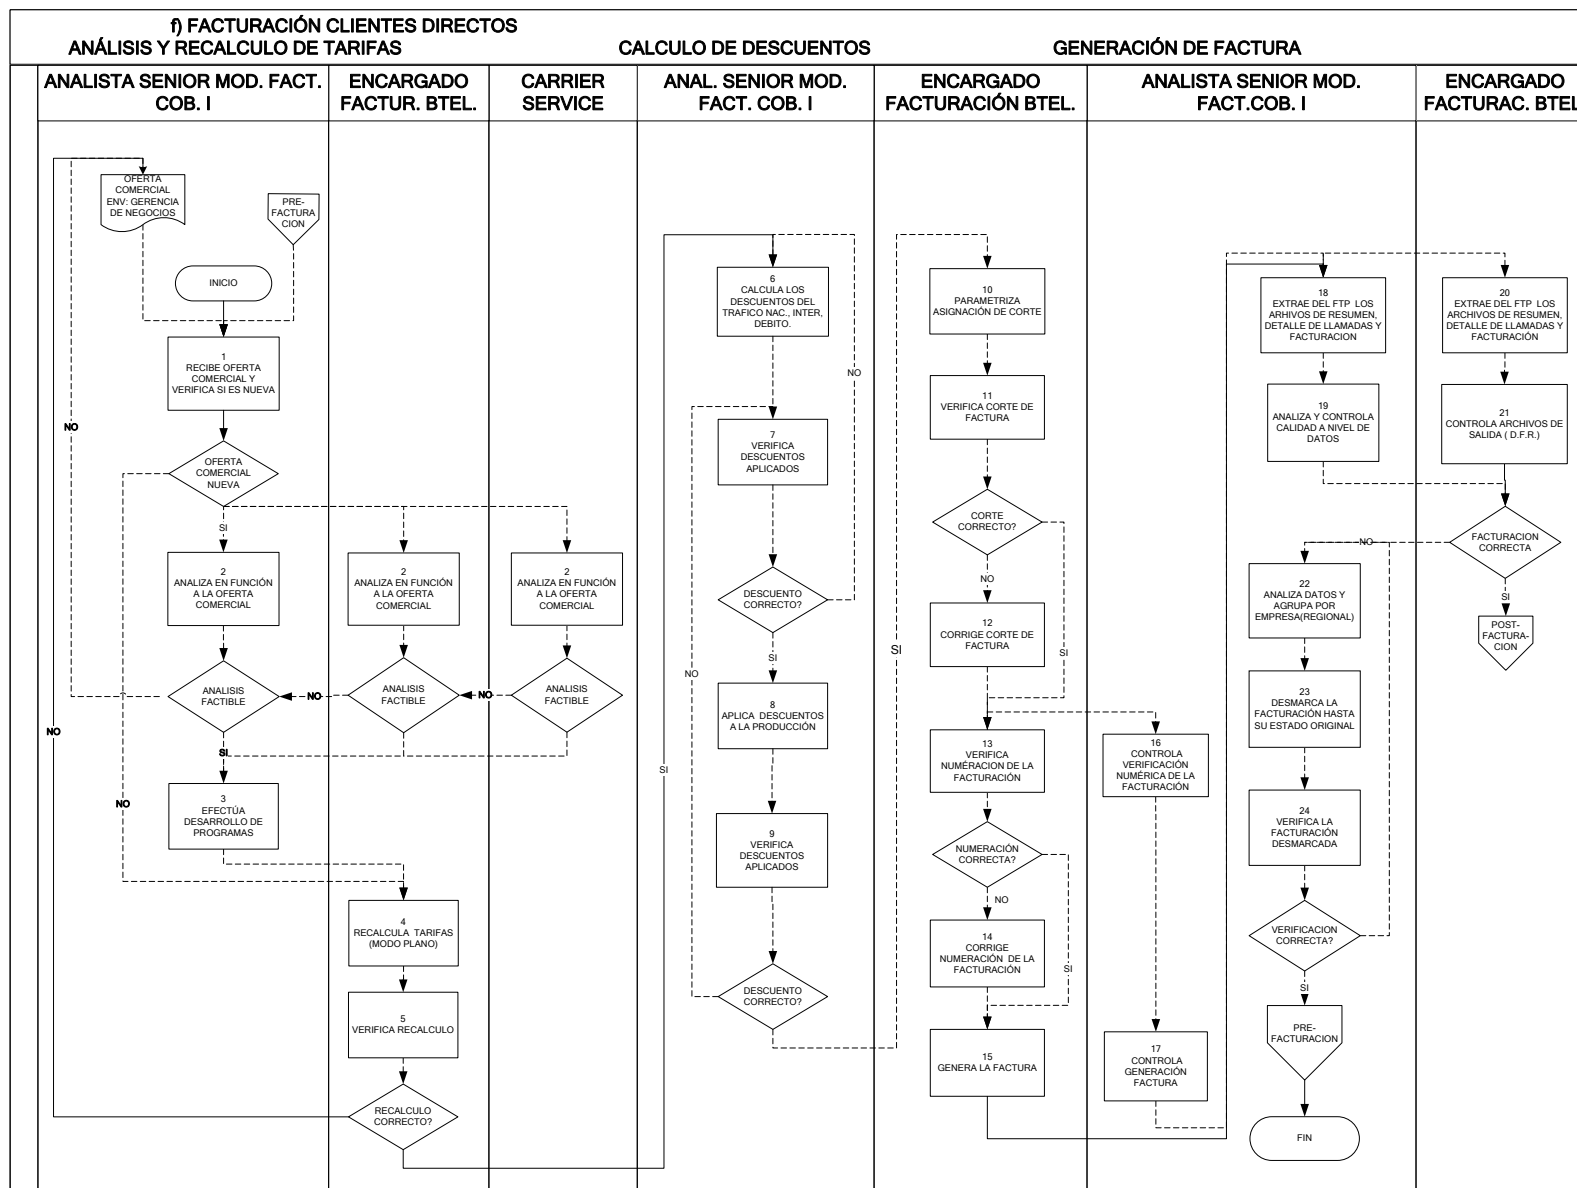 f) FACTURACIÓN CLIENTES DIRECTOS
ANÁLISIS Y RECALCULO DE TARIFAS
CALCULO DE DESCUENTOS
GENERACIÓN DE FACTURA
ANALISTA SENIOR MOD. FACT.
COB. I
ENCARGADO
FACTUR. BTEL.
CARRIER
SERVICE
ANAL. SENIOR MOD.
FACT. COB. I
ENCARGADO
FACTURACIÓN BTEL.
ANALISTA SENIOR MOD.
FACT.COB. I
ENCARGADO
FACTURAC. BTEL
OFERTA
COMERCIAL
ENV: GERENCIA
DE NEGOCIOS
PRE-
FACTURA
CION
INICIO
1
RECIBE OFERTA
COMERCIAL Y
VERIFICA SI ES NUEVA
NO
OFERTA
COMERCIAL
NUEVA
SI
2
ANALIZA EN FUNCIÓN
A LA OFERTA
COMERCIAL
2
ANALIZA EN FUNCIÓN
A LA OFERTA
COMERCIAL
2
ANALIZA EN FUNCIÓN
A LA OFERTA
COMERCIAL
ANALISIS
FACTIBLE
NO
ANALISIS
FACTIBLE
NO
ANALISIS
FACTIBLE
NO
SI
3
EFECTÚA
DESARROLLO DE
PROGRAMAS
NO
4
RECALCULA TARIFAS
(MODO PLANO)
5
VERIFICA RECALCULO
RECALCULO
CORRECTO?
SI
6
CALCULA LOS
DESCUENTOS DEL
TRAFICO NAC., INTER,
DEBITO.
NO
7
VERIFICA
DESCUENTOS
APLICADOS
DESCUENTO
CORRECTO?
SI
NO
8
APLICA DESCUENTOS
A LA PRODUCCIÓN
9
VERIFICA
DESCUENTOS
APLICADOS
DESCUENTO
CORRECTO?
SI
10
PARAMETRIZA
ASIGNACIÓN DE CORTE
11
VERIFICA CORTE DE
FACTURA
CORTE
CORRECTO?
NO
12
CORRIGE CORTE DE
FACTURA
SI
13
VERIFICA
NUMÉRACION DE LA
FACTURACIÓN
NUMERACIÓN
CORRECTA?
NO
14
CORRIGE
NUMERACIÓN DE LA
FACTURACIÓN
SI
15
GENERA LA FACTURA
16
CONTROLA
VERIFICACIÓN
NUMÉRICA DE LA
FACTURACIÓN
17
CONTROLA
GENERACIÓN
FACTURA
18
EXTRAE DEL FTP LOS
ARHIVOS DE RESUMEN,
DETALLE DE LLAMADAS Y
FACTURACION
19
ANALIZA Y CONTROLA
CALIDAD A NIVEL DE
DATOS
20
EXTRAE DEL FTP LOS
ARCHIVOS DE RESUMEN,
DETALLE DE LLAMADAS Y
FACTURACIÓN
21
CONTROLA ARCHIVOS DE
SALIDA ( D.F.R.)
FACTURACION
CORRECTA
NO
SI
POST-
FACTURA-
CION
22
ANALIZA DATOS Y
AGRUPA POR
EMPRESA(REGIONAL)
23
DESMARCA LA
FACTURACIÓN HASTA
SU ESTADO ORIGINAL
24
VERIFICA LA
FACTURACIÓN
DESMARCADA
VERIFICACION
CORRECTA?
SI
PRE-
FACTURACION
FIN